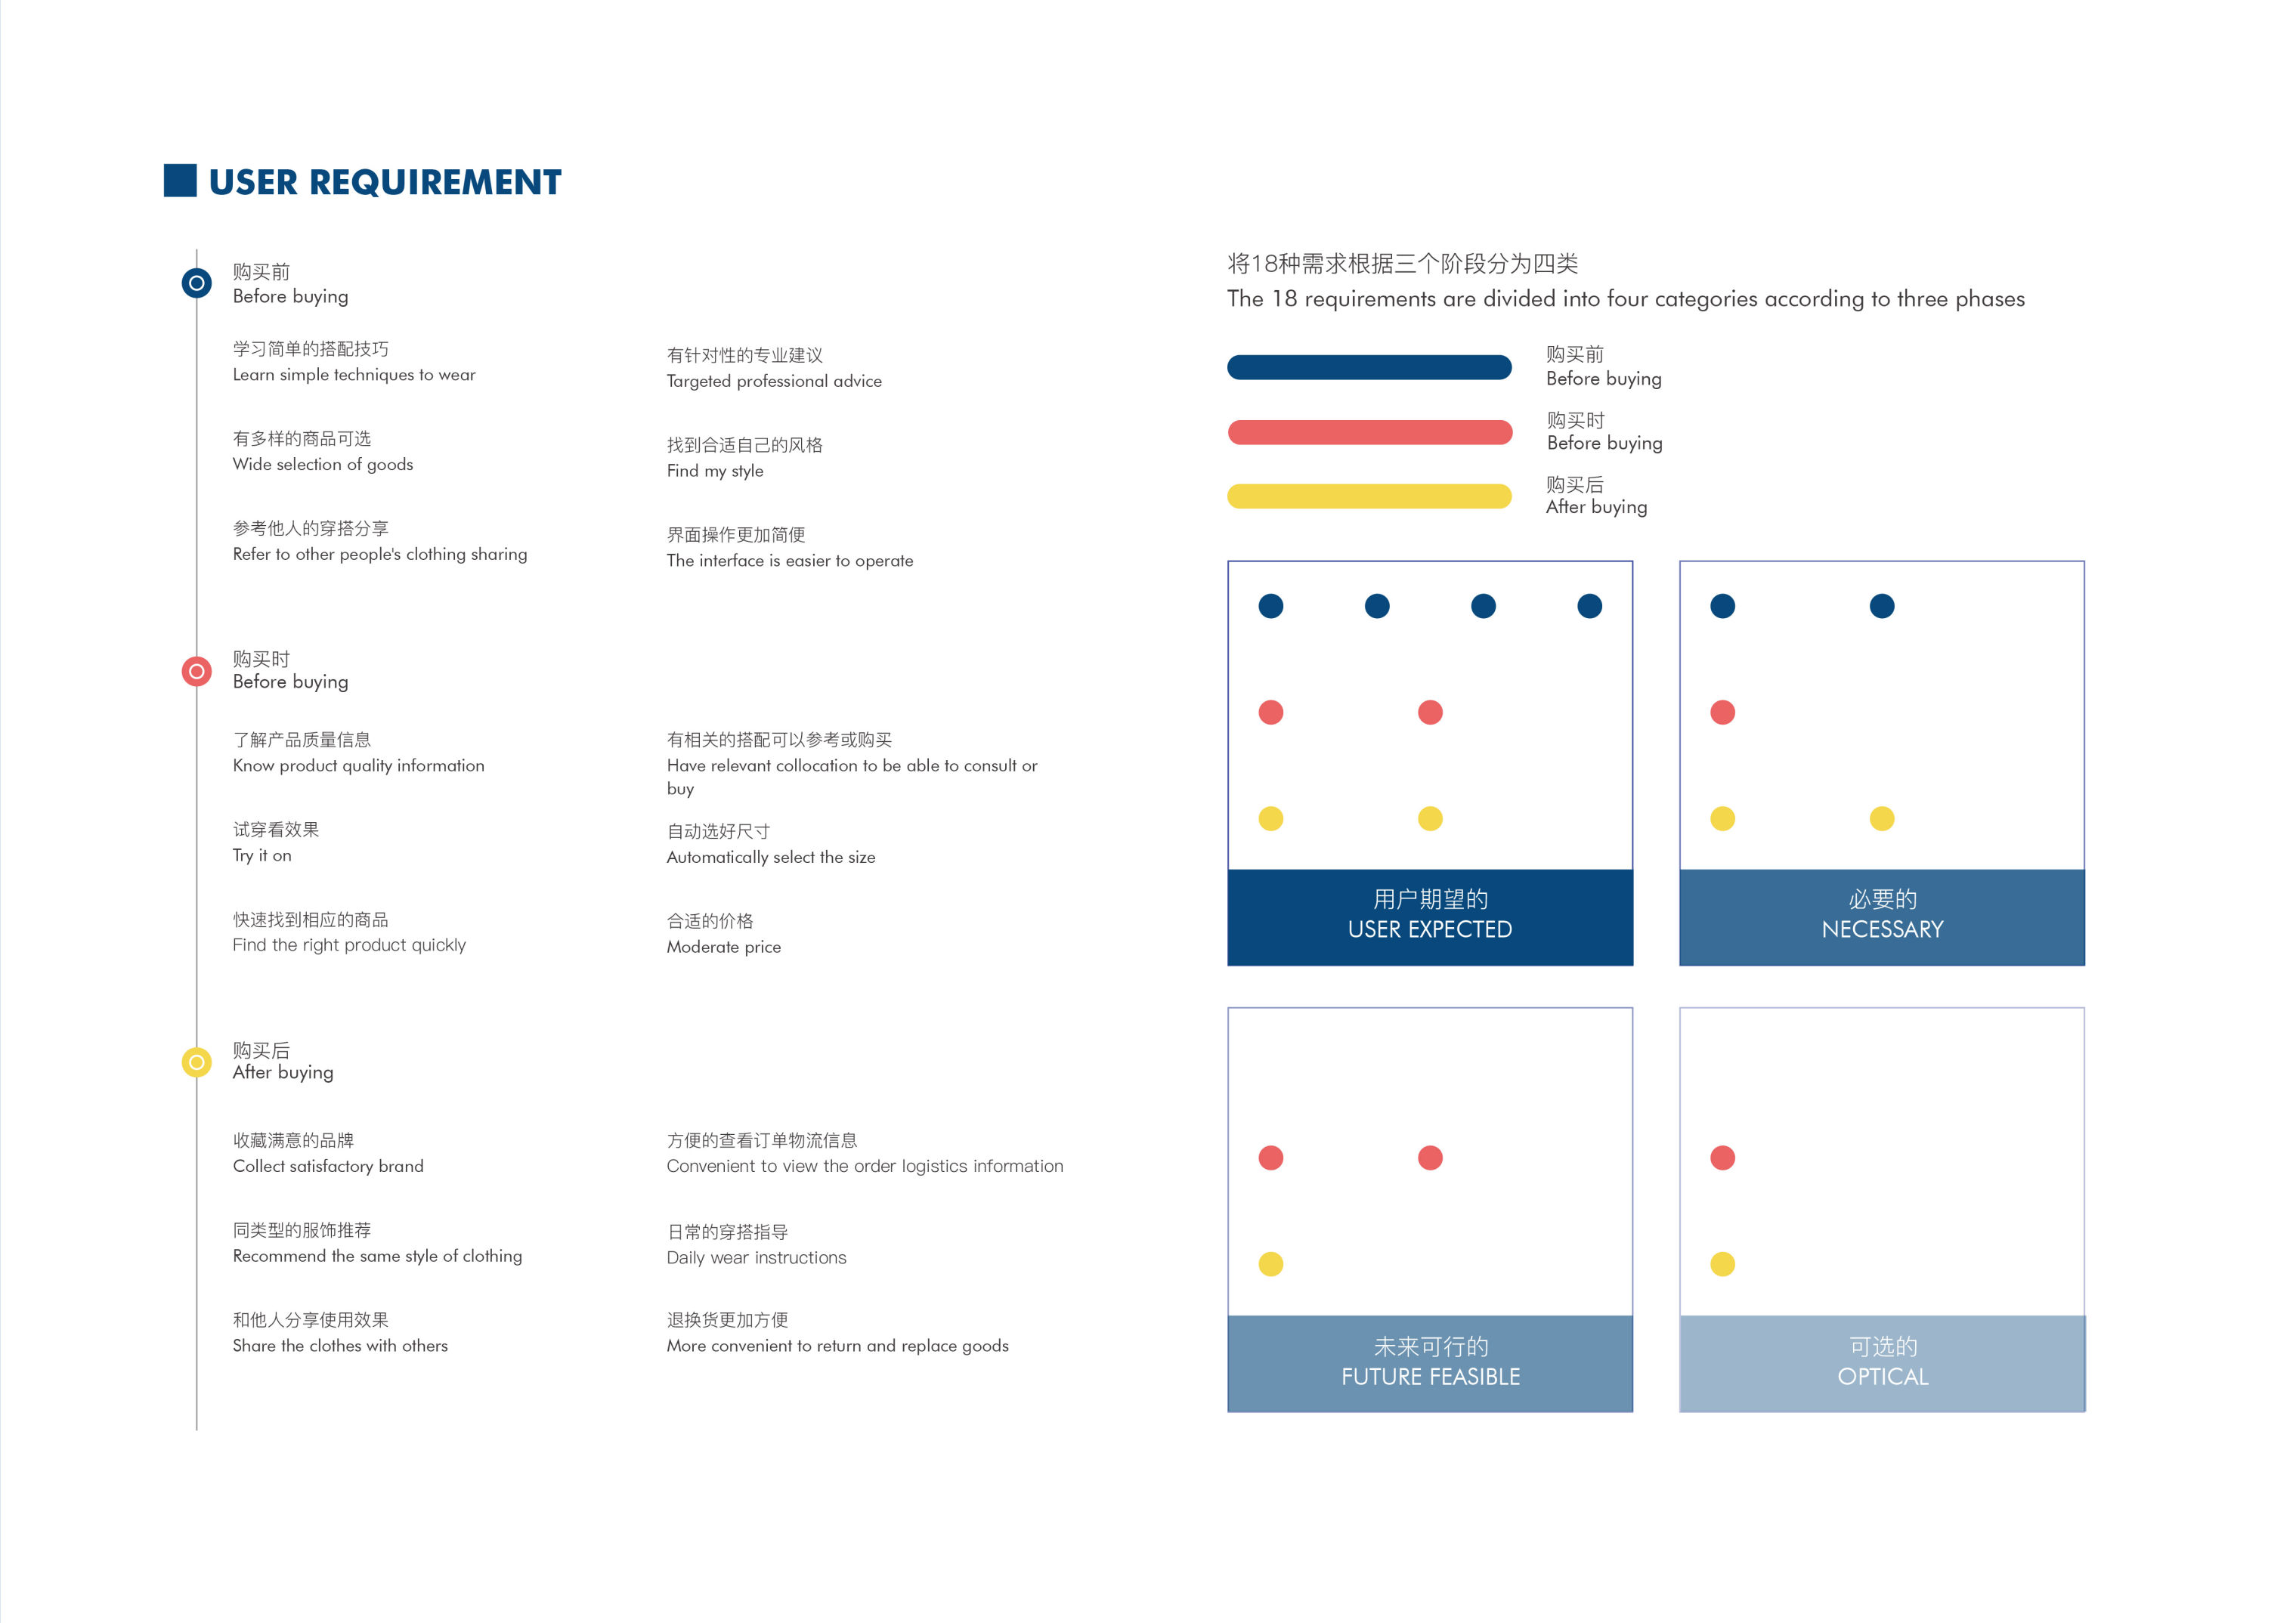 USER REQUIREMENT
购买前
Before buying
学习简单的搭配技巧
Learn simple techniques to wear
有针对性的专业建议
Targeted professional advice
有多样的商品可选
Wide selection of goods
找到合适自己的风格
Find my style
参考他人的穿搭分享
Refer to other people's clothing sharing
界面操作更加简便
The interface is easier to operate
购买时
Before buying
了解产品质量信息
Know product quality information
有相关的搭配可以参考或购买
Have relevant collocation to be able to consult or
buy
试穿看效果
Try it on
自动选好尺寸
Automatically select the size
快速找到相应的商品
Find the right product quickly
合适的价格
Moderate price
购买后
After buying
收藏满意的品牌
Collect satisfactory brand
方便的查看订单物流信息
Convenient to view the order logistics information
同类型的服饰推荐
Recommend the same style of clothing
日常的穿搭指导
Daily wear instructions
和他人分享使用效果
Share the clothes with others
退换货更加方便
More convenient to return and replace goods
将18种需求根据三个阶段分为四类
The 18 requirements are divided into four categories according to three phases
购买前
Before buying
购买时
Before buying
购买后
After buying
用户期望的
USER EXPECTED
必要的
NECESSARY
未来可行的
FUTURE FEASIBLE
可选的
OPTICAL